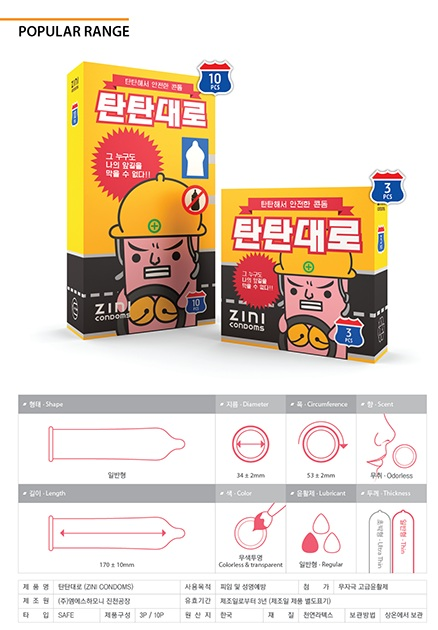 POPULAR RANGE
10
PCS
탄탄해서 안전한 콘돔
탄탄대로
그 누구도
나의 앞길을
막을 수 없다!!
ZINI
CONDOMS
10
PCS
3
PCS
탄탄해서 안전한 콘돔
탄탄대로
그 누구도
나의 앞길을
막을 수 없다!!
ZINI
CONDOMS
3
PCS
형태 · Shape
지름 · Diameter
폭 · Circumference
향 · Scent
일반형
34 ± 2mm
53 ± 2mm
무취 · Odorless
길이 · Length
색 · Color
윤활제 · Lubricant
두께 · Thickness
170 ± 10mm
무색투명
Colorless & transparent
일반형 · Regular
초박형 · Ultra Thin
일반형 · Thin
제 품 명 탄탄대로 (ZINI CONDOMS) 사용목적 피임 및 성병예방 첨 가 무자극 고급윤활제
제 조 원 (주)엠에스하모니 진천공장 유효기간 제조일로부터 3년 (제조일 제품 별도표기)
타 입 SAFE 제품구성 3P / 10P 원 산 지 한국 재 질 천연라텍스 보관방법 상온에서 보관